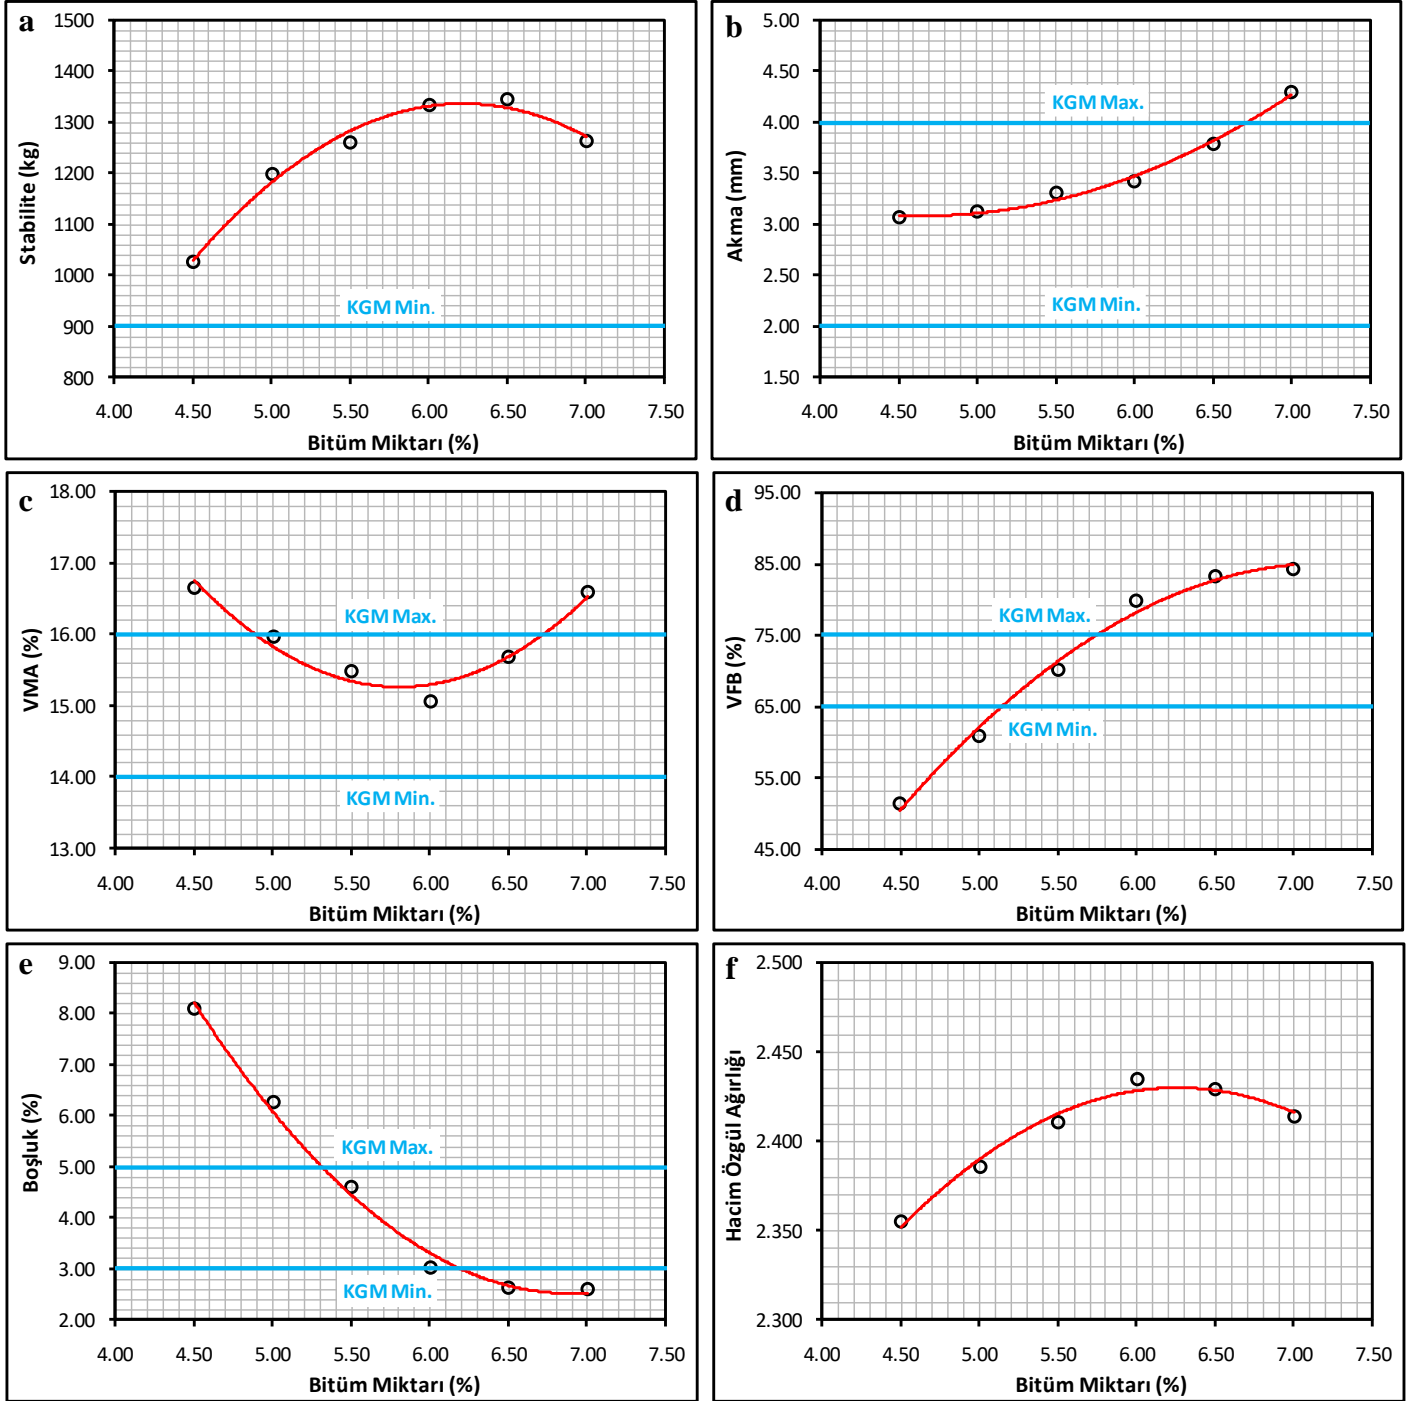 a
1500
1400
1300
1200
1100
1000
900
800
Stabilite (kg)
KGM Min.
4.00 4.50 5.00 5.50 6.00 6.50 7.00 7.50
Bitüm Miktarı (%)
b
5.00
4.50
4.00
3.50
3.00
2.50
2.00
1.50
Akma (mm)
KGM Max.
KGM Min.
4.00 4.50 5.00 5.50 6.00 6.50 7.00 7.50
Bitüm Miktarı (%)
c
18.00
17.00
16.00
15.00
14.00
13.00
VMA (%)
KGM Max.
KGM Min.
4.00 4.50 5.00 5.50 6.00 6.50 7.00 7.50
Bitüm Miktarı (%)
d
95.00
85.00
75.00
65.00
55.00
45.00
VFB (%)
KGM Max.
KGM Min.
4.00 4.50 5.00 5.50 6.00 6.50 7.00 7.50
Bitüm Miktarı (%)
e
9.00
8.00
7.00
6.00
5.00
4.00
3.00
2.00
Boşluk (%)
KGM Max.
KGM Min.
4.00 4.50 5.00 5.50 6.00 6.50 7.00 7.50
Bitüm Miktarı (%)
f
2.500
2.450
2.400
2.350
2.300
Hacim Özgül Ağırlığı
4.00 4.50 5.00 5.50 6.00 6.50 7.00 7.50
Bitüm Miktarı (%)